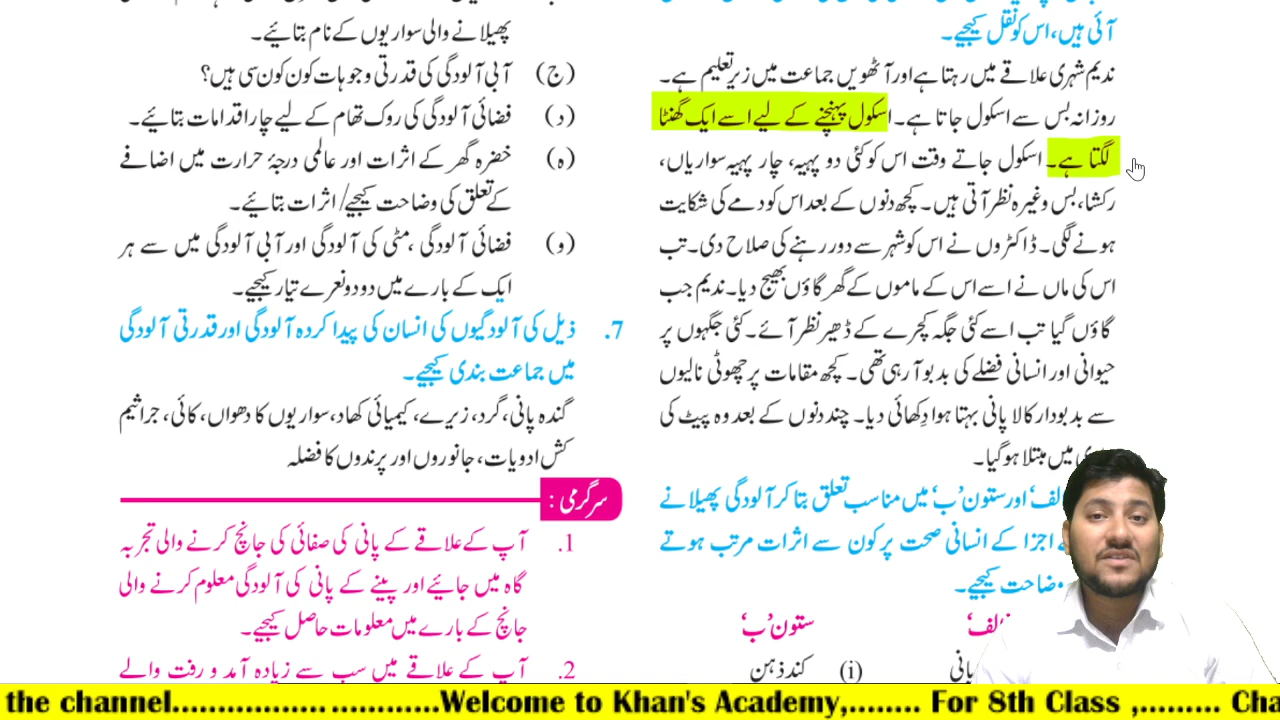 آئی ہیں، اس کو نقل کیجیے۔
ندیم شہری علاقے میں رہتا ہے اور آٹھویں جماعت میں زیرِ تعلیم ہے۔
روزانہ بس سے اسکول جاتا ہے۔ اسکول پہنچنے کے لیے اسے ایک گھنٹا
لگتا ہے۔ اسکول جاتے وقت اس کو کئی دو پہیہ، چار پہیہ سواریاں،
رکشا، بس وغیرہ نظر آتی ہیں۔ کچھ دنوں کے بعد اس کو دمے کی شکایت
ہونے لگی۔ ڈاکٹروں نے اس کو شہر سے دور رہنے کی صلاح دی۔ تب
اس کی ماں نے اسے اس کے ماموں کے گھر گاؤں بھیج دیا۔ ندیم جب
گاؤں گیا تب اسے کئی جگہ کچرے کے ڈھیر نظر آئے۔ کئی جگہوں پر
حیوانی اور انسانی فضلے کی بدبو آ رہی تھی۔ کچھ مقامات پر چھوٹی نالیوں
سے بدبودار کالا پانی بہتا ہوا دِکھائی دیا۔ چند دنوں کے بعد وہ پیٹ کی
میں مبتلا ہو گیا۔
اور ستون 'ب' میں مناسب تعلق بتا کر آلودگی پھیلانے
اجزا کے انسانی صحت پر کون سے اثرات مرتب ہوتے
کیجیے۔
ستون 'ب'
پانی (i) کند ذہن
پھیلانے والی سواریوں کے نام بتائیے۔
(ج) آبی آلودگی کی قدرتی وجوہات کون کون سی ہیں؟
(د) فضائی آلودگی کی روک تھام کے لیے چار اقدامات بتائیے۔
(ہ) خضرہ گھر کے اثرات اور عالمی درجۂ حرارت میں اضافے
کے تعلق کی وضاحت کیجیے/ اثرات بتائیے۔
(و) فضائی آلودگی، مٹی کی آلودگی اور آبی آلودگی میں سے ہر
ایک کے بارے میں دو دو نعرے تیار کیجیے۔
7. ذیل کی آلودگیوں کی انسان کی پیدا کردہ آلودگی اور قدرتی آلودگی
میں جماعت بندی کیجیے۔
گندہ پانی، گرد، زیرے، کیمیائی کھاد، سواریوں کا دھواں، کائی، جراثیم
کش ادویات، جانوروں اور پرندوں کا فضلہ
سرگرمی :
1. آپ کے علاقے کے پانی کی صفائی کی جانچ کرنے والی تجربہ
گاہ میں جائیے اور پینے کے پانی کی آلودگی معلوم کرنے والی
جانچ کے بارے میں معلومات حاصل کیجیے۔
2. آپ کے علاقے میں سب سے زیادہ آمد و رفت والے
the channel............................Welcome to Khan's Academy,........ For 8th Class ,......... Cha